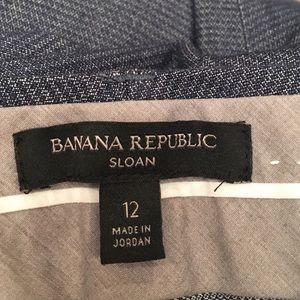 BANANA REPUBLIC
SLOAN
12
MADE IN
JORDAN